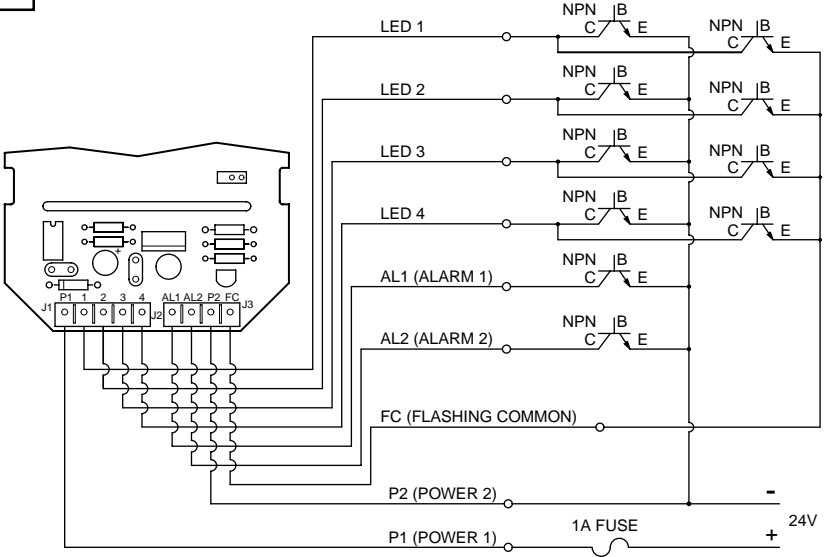 LED 1
NPN B
C E
NPN B
C E
LED 2
NPN B
C E
NPN B
C E
LED 3
NPN B
C E
NPN B
C E
LED 4
NPN B
C E
NPN B
C E
AL1 (ALARM 1)
NPN B
C E
AL2 (ALARM 2)
NPN B
C E
FC (FLASHING COMMON)
P2 (POWER 2)
-
24V
P1 (POWER 1)
1A FUSE
+
+
J1 P1 1 2 3 4 J2 AL1 AL2 P2 FC J3